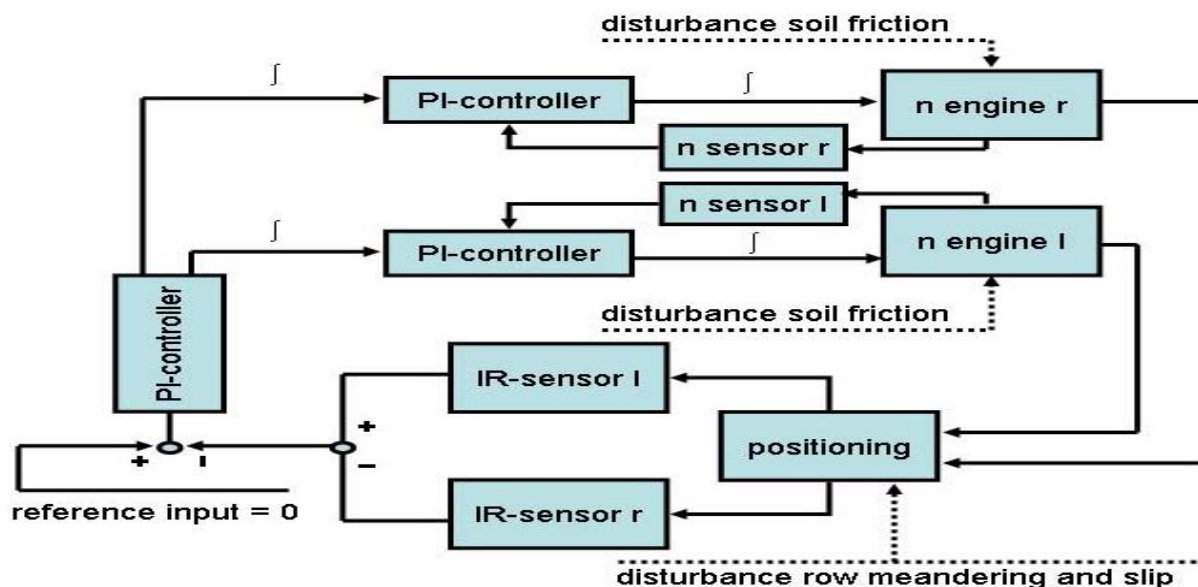 disturbance soil friction
∫
∫
PI-controller
n engine r
n sensor r
n sensor l
∫
PI-controller
∫
n engine l
PI-controller
disturbance soil friction
IR-sensor l
+
positioning
+
−
reference input = 0
IR-sensor r
disturbance row meandering and slip